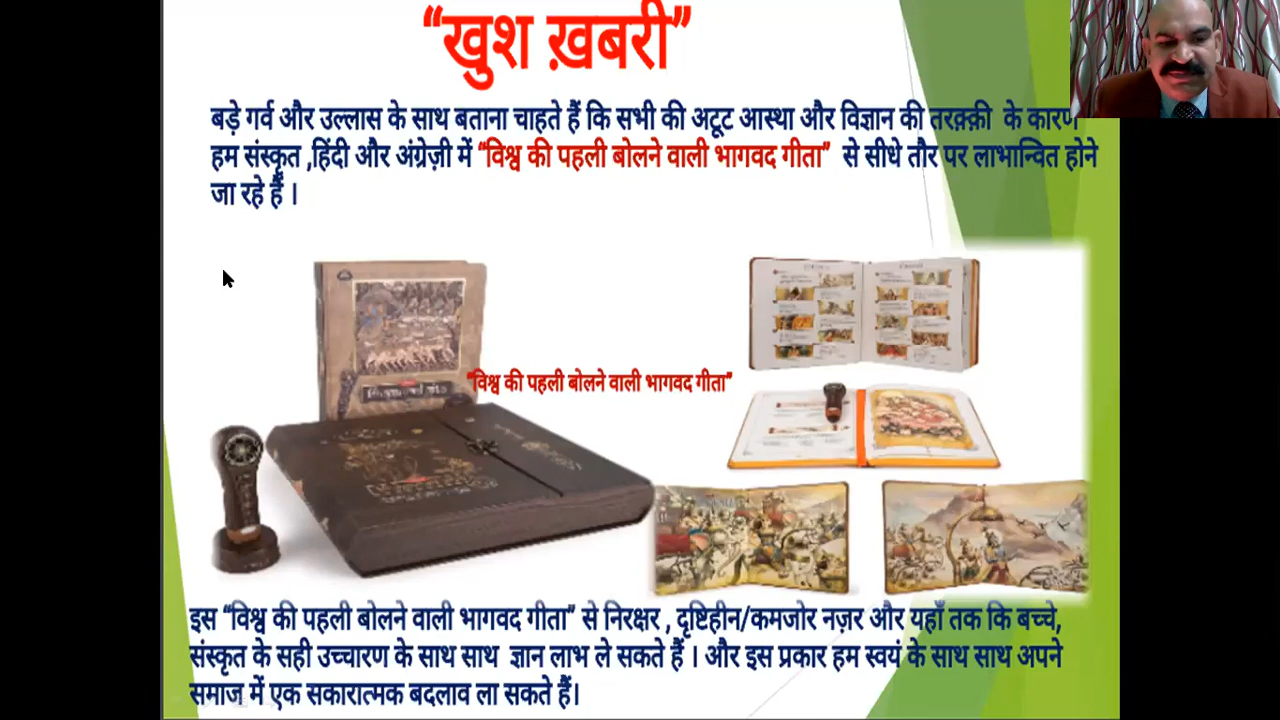 “खुश ख़बरी”
बड़े गर्व और उल्लास के साथ बताना चाहते हैं कि सभी की अटूट आस्था और विज्ञान की तरक़्क़ी के कारण
हम संस्कृत ,हिंदी और अंग्रेज़ी में “विश्व की पहली बोलने वाली भागवद गीता” से सीधे तौर पर लाभान्वित होने
जा रहे हैं ।
“विश्व की पहली बोलने वाली भागवद गीता”
इस “विश्व की पहली बोलने वाली भागवद गीता” से निरक्षर , दृष्टिहीन/कमजोर नज़र और यहाँ तक कि बच्चे,
संस्कृत के सही उच्चारण के साथ साथ ज्ञान लाभ ले सकते हैं । और इस प्रकार हम स्वयं के साथ साथ अपने
समाज में एक सकारात्मक बदलाव ला सकते हैं।